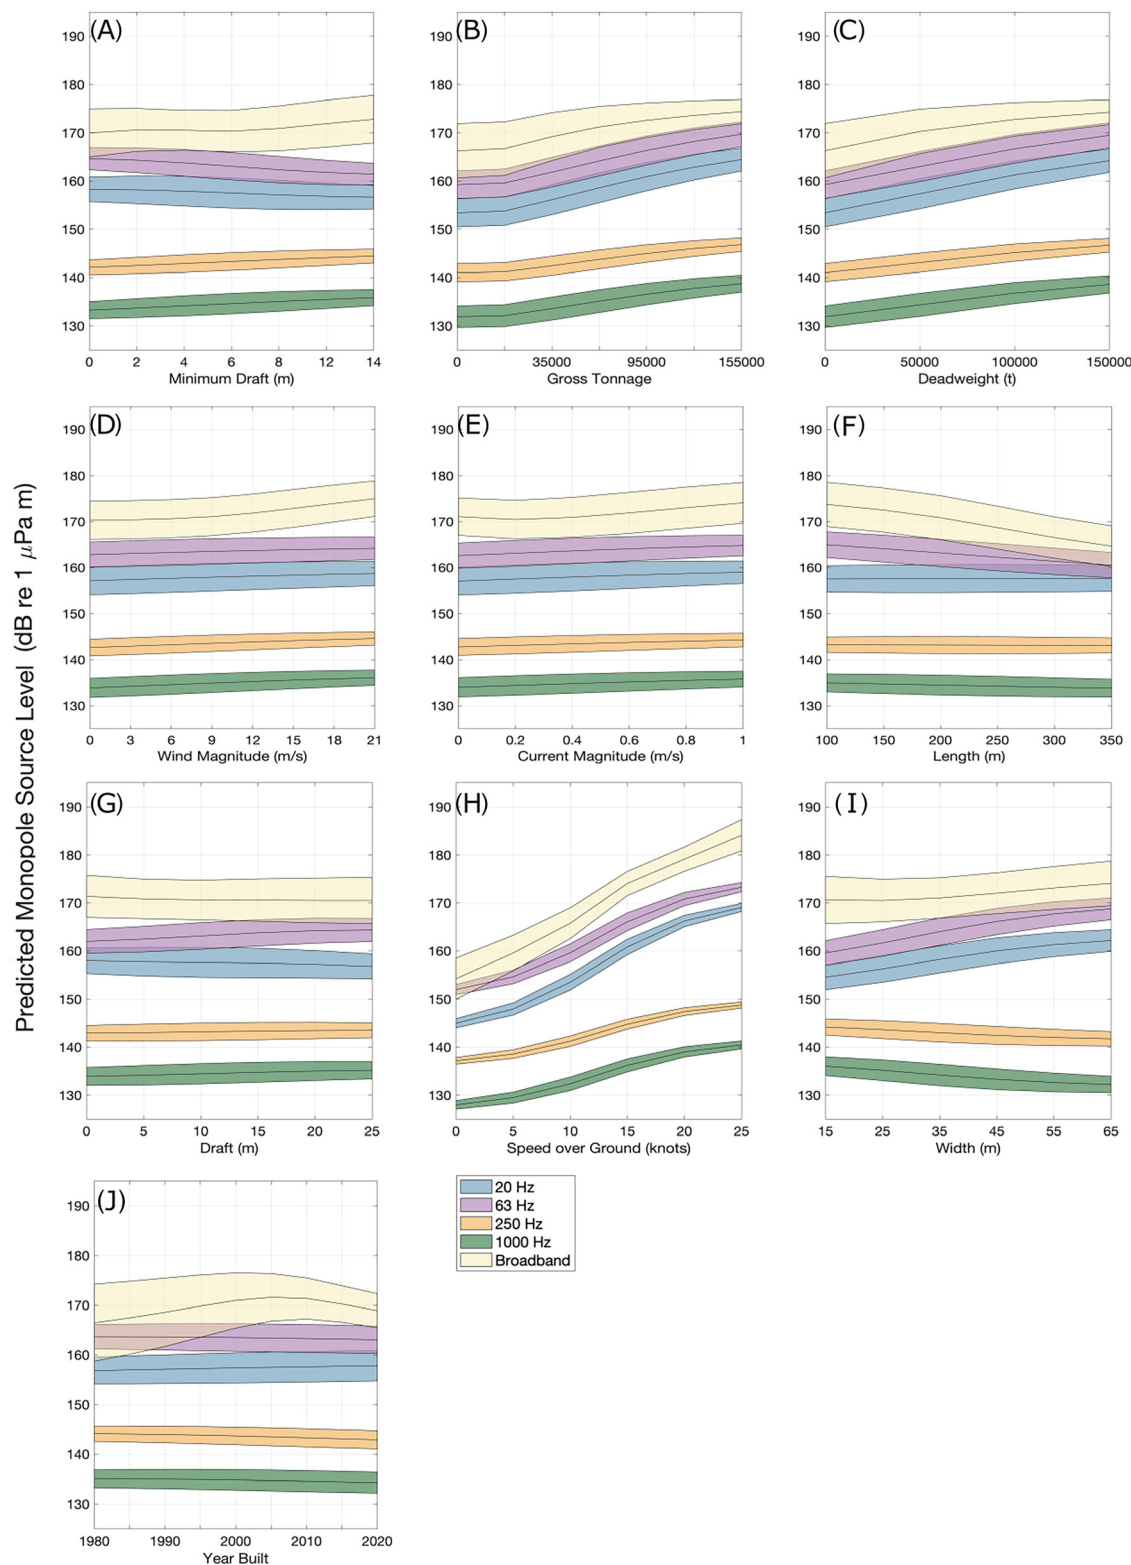 Predicted Monopole Source Level (dB re 1 μPa m)
(A)
190
180
170
160
150
140
130
0 2 4 6 8 12 14
Minimum Draft (m)
(B)
190
180
170
160
150
140
130
0 35000 95000 155000
Gross Tonnage
(C)
190
180
170
160
150
140
130
0 50000 100000 150000
Deadweight (t)
(D)
190
180
170
160
150
140
130
0 3 6 9 12 15 18 21
Wind Magnitude (m/s)
(E)
190
180
170
160
150
140
130
0 0.2 0.4 0.6 0.8 1
Current Magnitude (m/s)
(F)
190
180
170
160
150
140
130
100 150 200 250 300 350
Length (m)
(G)
190
180
170
160
150
140
130
0 5 10 15 20 25
Draft (m)
(H)
190
180
170
160
150
140
130
0 5 10 15 20 25
Speed over Ground (knots)
(I)
190
180
170
160
150
140
130
15 25 35 45 55 65
Width (m)
(J)
190
180
170
160
150
140
130
1980 1990 2000 2010 2020
Year Built
20 Hz
63 Hz
250 Hz
1000 Hz
Broadband